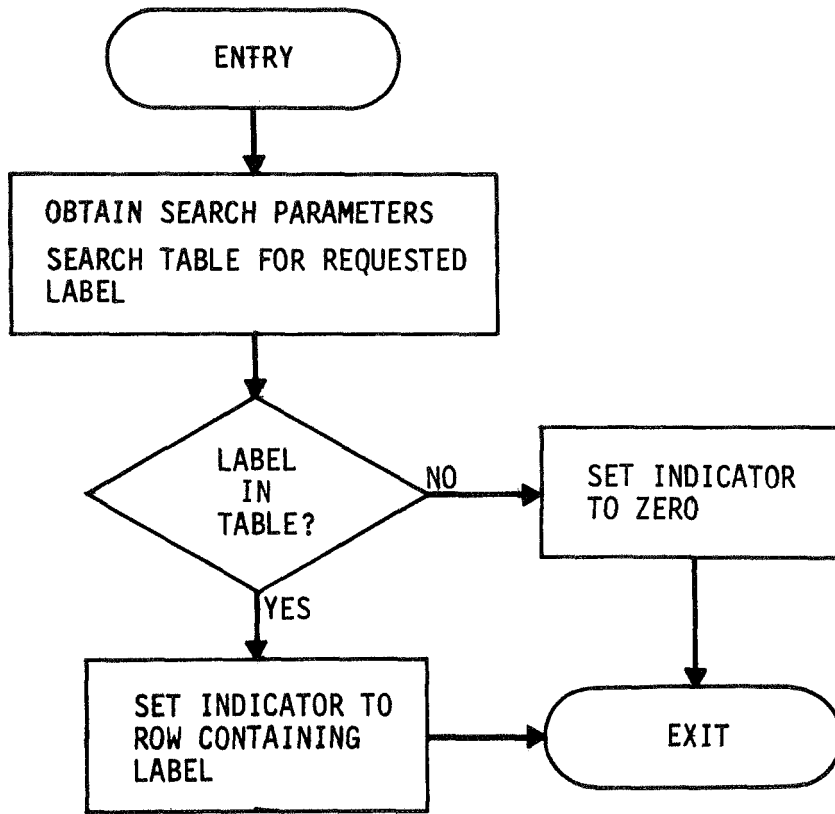 ENTRY
OBTAIN SEARCH PARAMETERS
SEARCH TABLE FOR REQUESTED
LABEL
LABEL
IN
TABLE?
NO
SET INDICATOR
TO ZERO
YES
SET INDICATOR TO
ROW CONTAINING
LABEL
EXIT